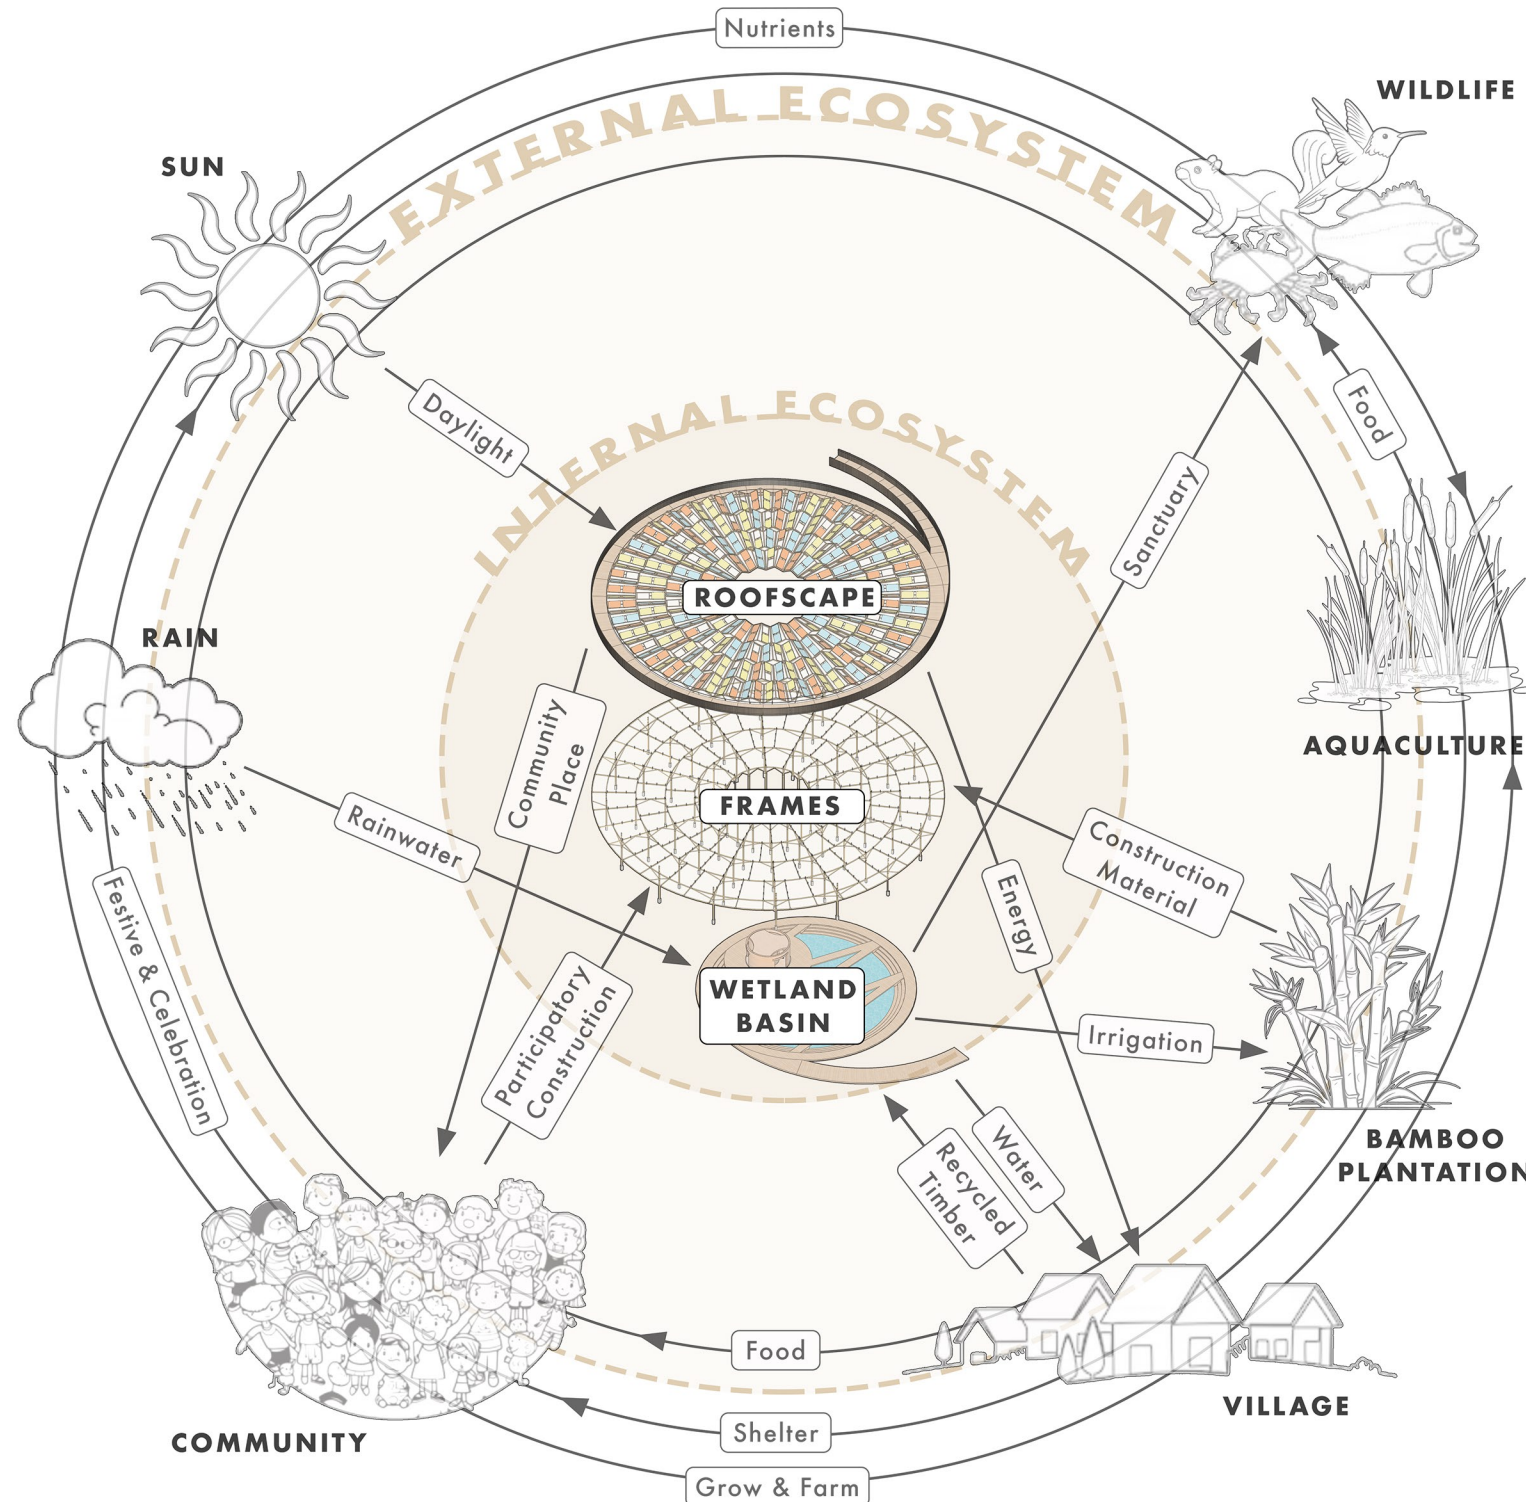 Nutrients
WILDLIFE
EXTERNAL ECOSYSTEM
SUN
Food
Daylight
INTERNAL ECOSYSTEM
Sanctuary
ROOFSCAPE
RAIN
Community
Place
AQUACULTURE
FRAMES
Rainwater
Construction
Material
Energy
Festive & Celebration
WETLAND
BASIN
Participatory
Construction
Irrigation
Water
Recycled
Timber
BAMBOO
PLANTATION
Food
VILLAGE
Shelter
COMMUNITY
Grow & Farm